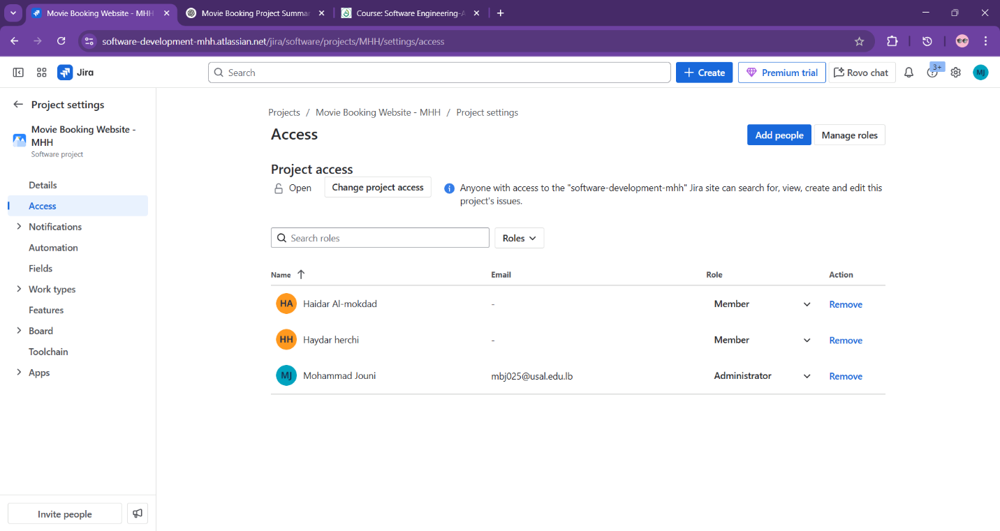 Movie Booking Website - MHH
Movie Booking Project Summar
Course: Software Engineering-A
software-development-mhh.atlassian.net/jira/software/projects/MHH/settings/access
Jira
Search
Create
Premium trial
Rovo chat
3+
MJ
Project settings
Movie Booking Website -
MHH
Software project
Details
Access
Notifications
Automation
Fields
Work types
Features
Board
Toolchain
Apps
Invite people
Projects / Movie Booking Website - MHH / Project settings
Access
Add people
Manage roles
Project access
Open
Change project access
Anyone with access to the "software-development-mhh" Jira site can search for, view, create and edit this
project's issues.
Search roles
Roles
Name Email Role Action
HA Haidar Al-mokdad - Member Remove
HH Haydar herchi - Member Remove
MJ Mohammad Jouni mbj025@usal.edu.lb Administrator Remove